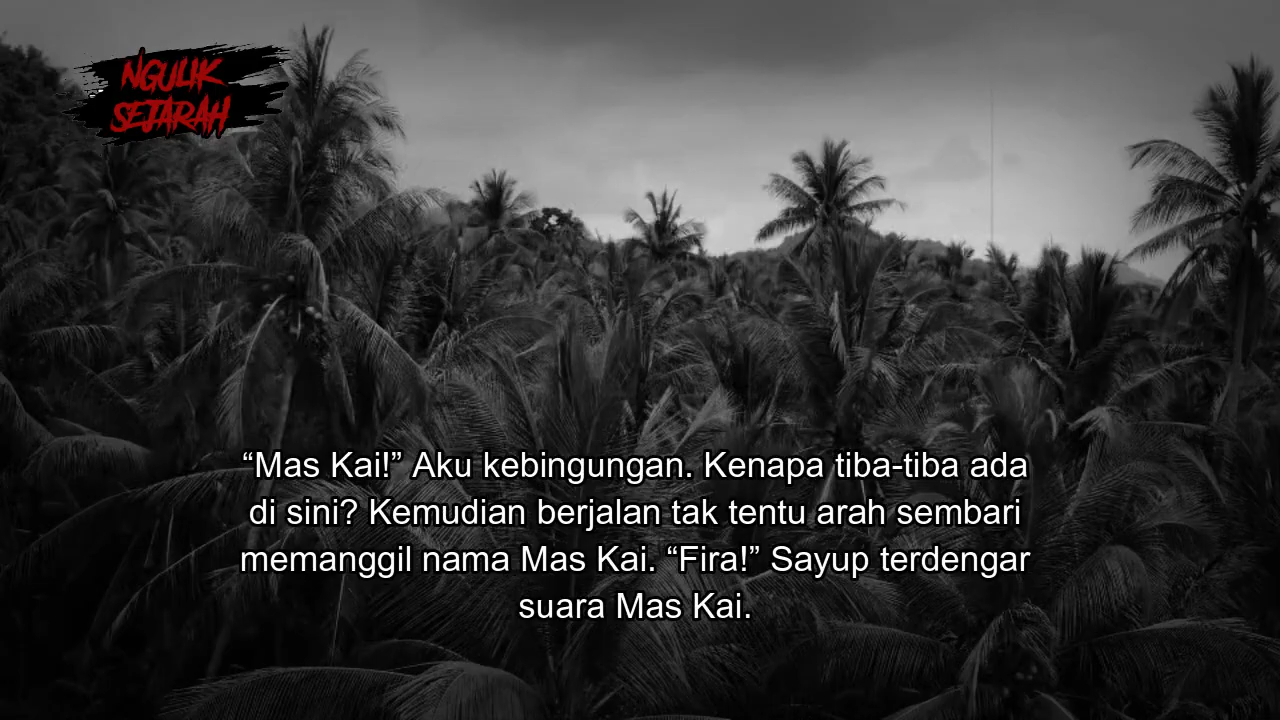 NGULIK
SEJARAH
“Mas Kai!” Aku kebingungan. Kenapa tiba-tiba ada
di sini? Kemudian berjalan tak tentu arah sembari
memanggil nama Mas Kai. “Fira!” Sayup terdengar
suara Mas Kai.